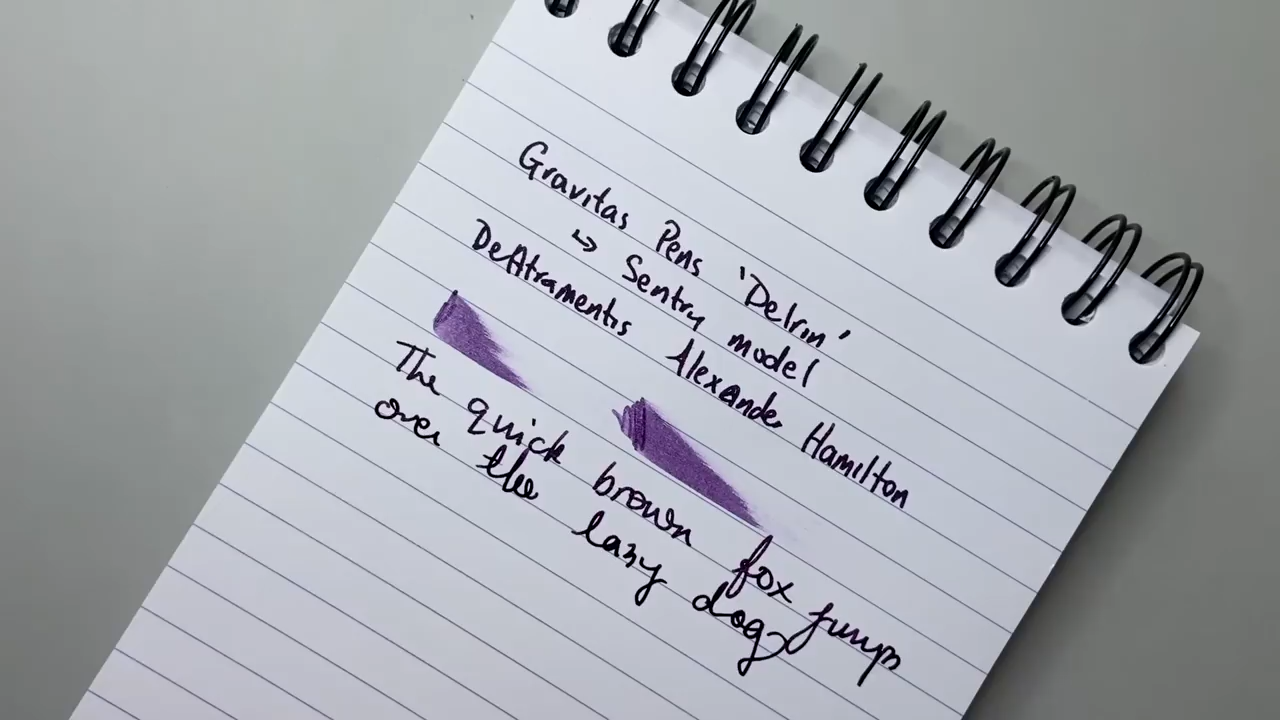 Gravitas Pens 'Delrin'
↳ Sentry model
DeAtramentis Alexander Hamilton
The quick brown fox jumps
over the lazy dog